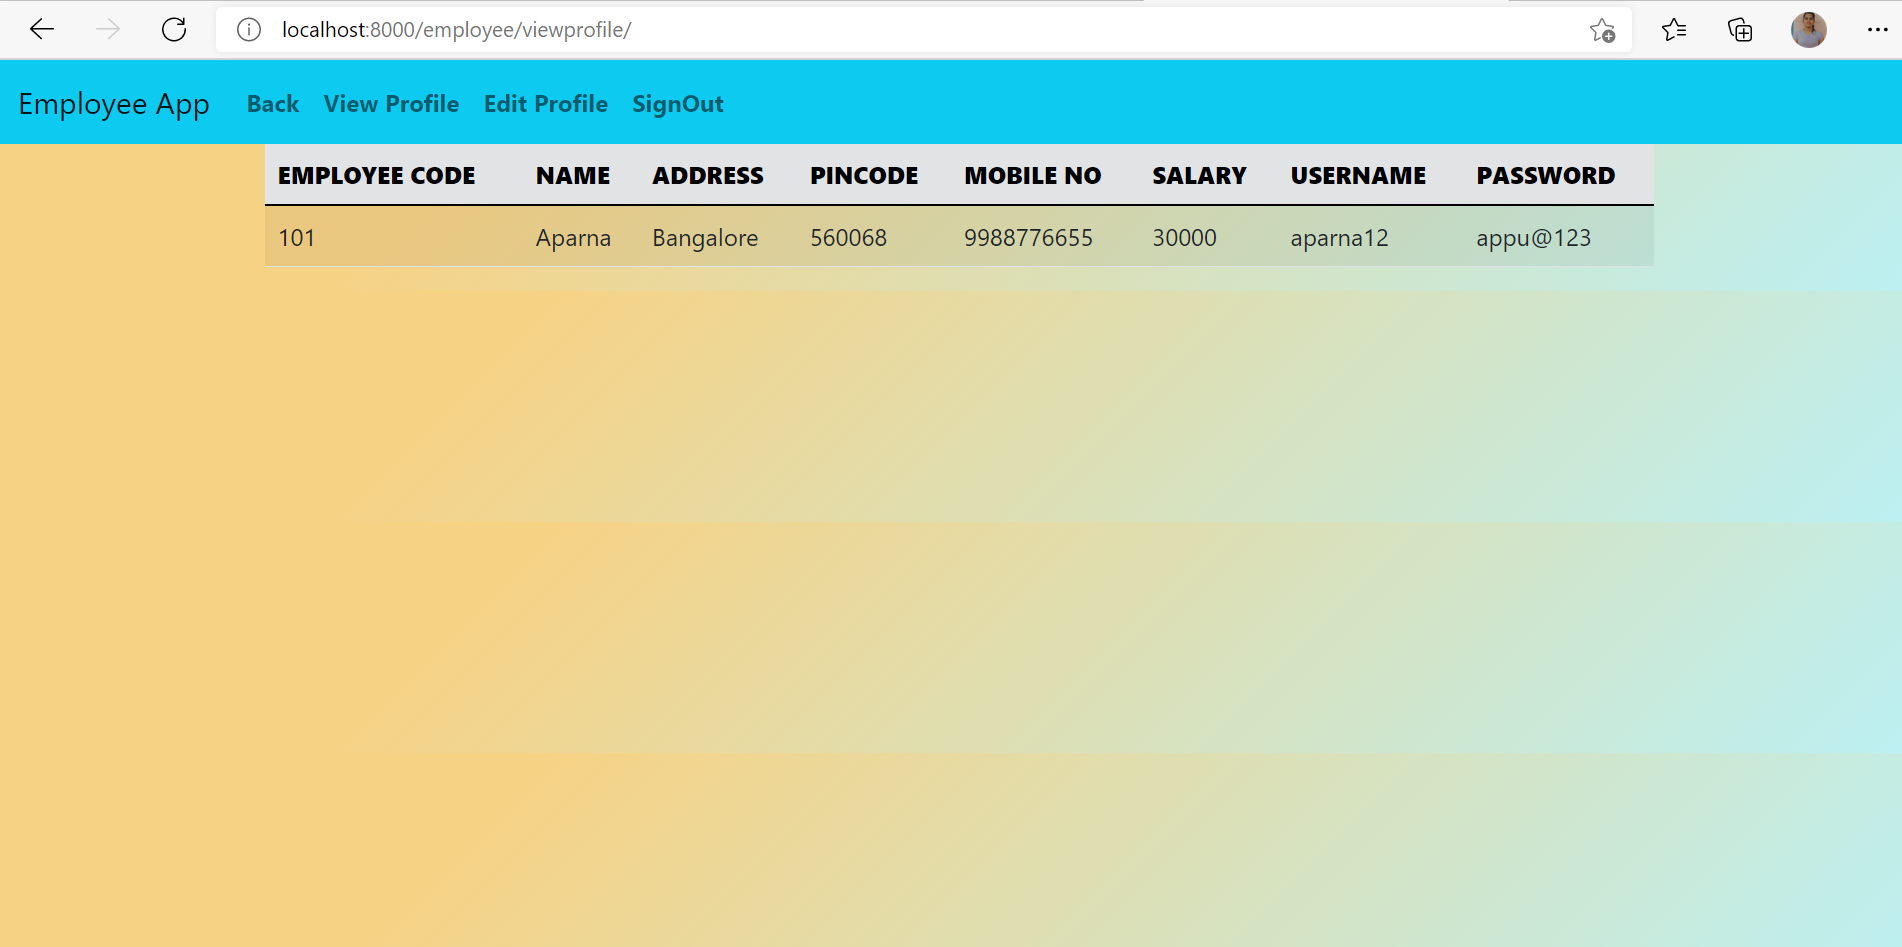 localhost:8000/employee/viewprofile/
Employee App Back View Profile Edit Profile SignOut
EMPLOYEE CODE NAME ADDRESS PINCODE MOBILE NO SALARY USERNAME PASSWORD
101 Aparna Bangalore 560068 9988776655 30000 aparna12 appu@123